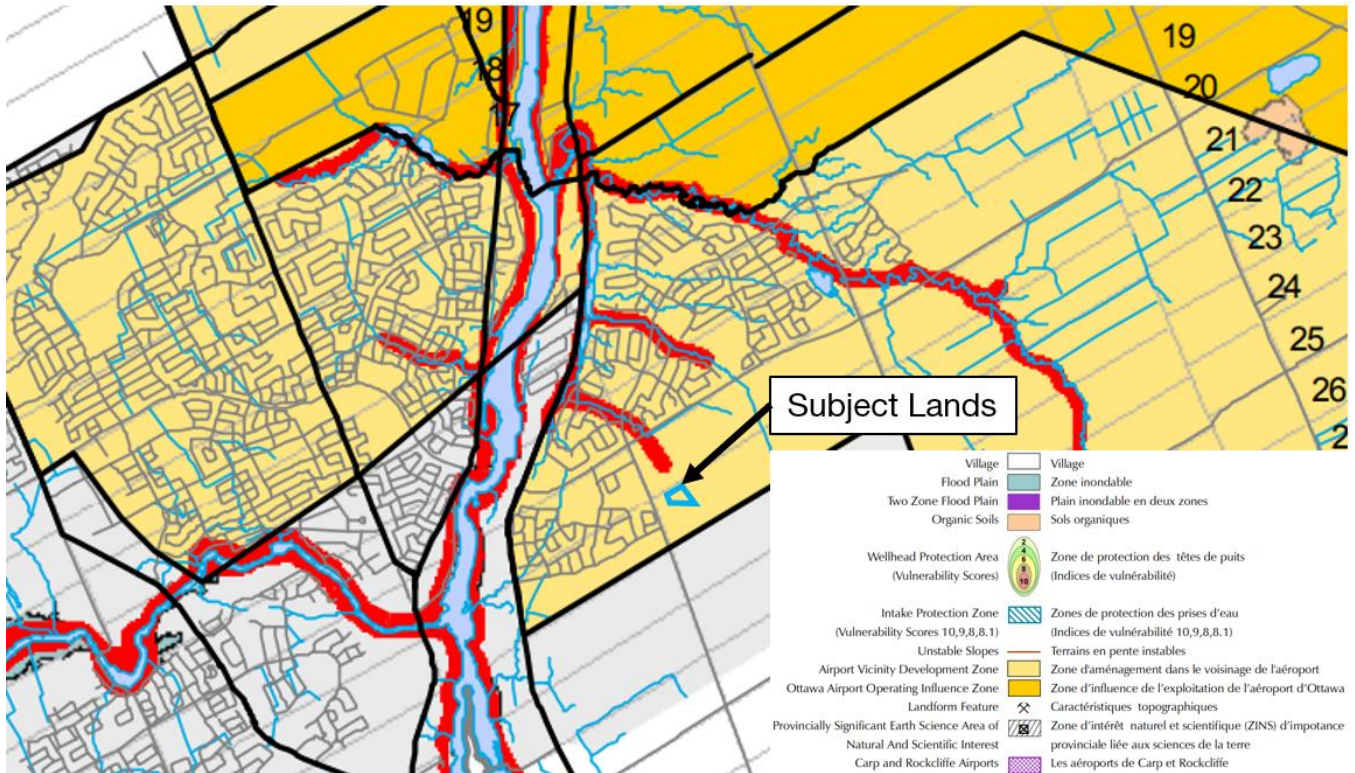 19
18
17
19
20
21
22
23
24
25
26
2
Subject Lands
Village Village
Flood Plain Zone inondable
Two Zone Flood Plain Plain inondable en deux zones
Organic Soils Sols organiques
2
4
6
8
10
Wellhead Protection Area Zone de protection des têtes de puits
(Vulnerability Scores) (Indices de vulnérabilité)
Intake Protection Zone Zones de protection des prises d'eau
(Vulnerability Scores 10,9,8,8.1) (Indices de vulnérabilité 10,9,8,8.1)
Unstable Slopes Terrains en pente instables
Airport Vicinity Development Zone Zone d'aménagement dans le voisinage de l'aéroport
Ottawa Airport Operating Influence Zone Zone d'influence de l'exploitation de l'aéroport d'Ottawa
Landform Feature Caractéristiques topographiques
Provincially Significant Earth Science Area of Zone d'intérêt naturel et scientifique (ZINS) d'impotance
Natural And Scientific Interest provinciale liée aux sciences de la terre
Carp and Rockcliffe Airports Les aéroports de Carp et Rockcliffe